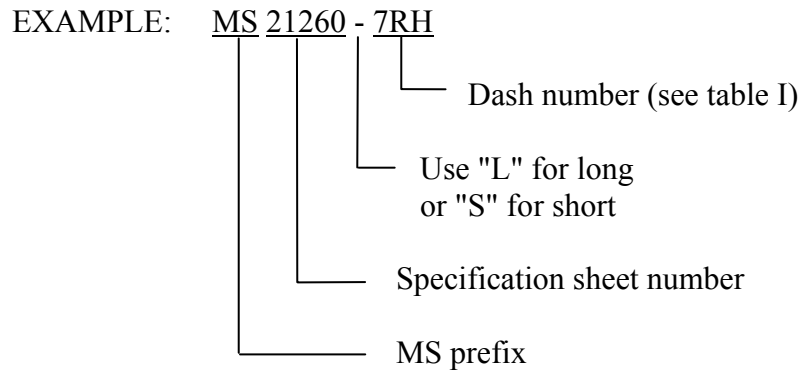 EXAMPLE: MS 21260 - 7RH
Dash number (see table I)
Use "L" for long
or "S" for short
Specification sheet number
MS prefix